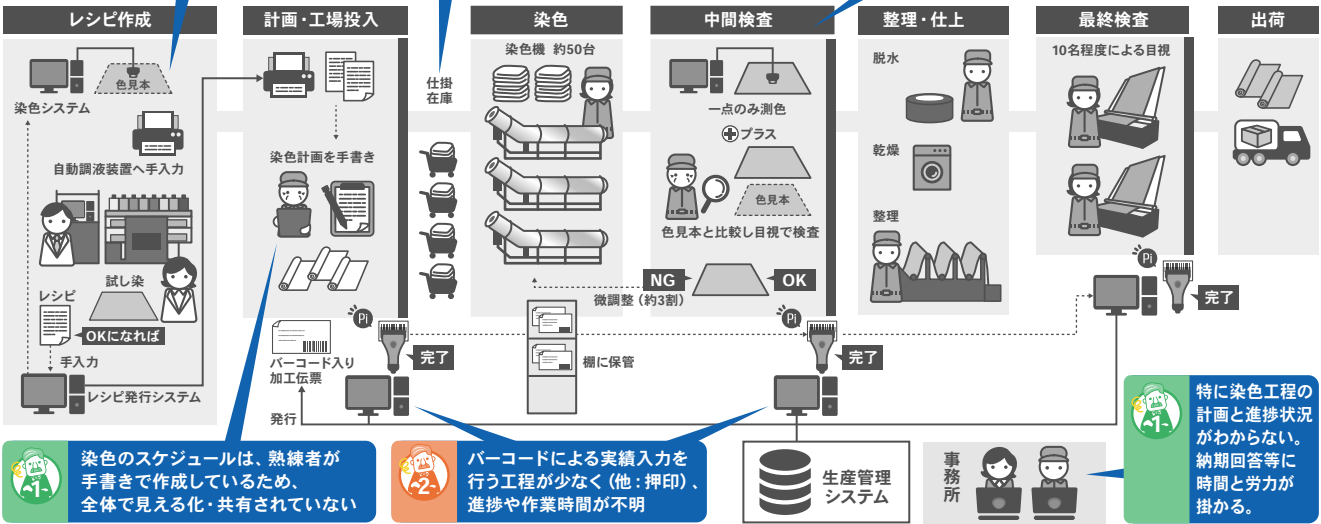 レシピ作成
計画・工場投入
染色
中間検査
整理・仕上
最終検査
出荷
色見本
染色システム
自動調液装置へ手入力
試し染
レシピ
OKになれば
手入力
レシピ発行システム
染色計画を手書き
Pi
完了
バーコード入り
加工伝票
発行
仕掛
在庫
染色機 約50台
NG
微調整（約3割）
棚に保管
一点のみ測色
プラス
色見本
色見本と比較し目視で検査
OK
Pi
完了
脱水
乾燥
整理
10名程度による目視
Pi
完了
1
染色のスケジュールは、熟練者が
手書きで作成しているため、
全体で見える化・共有されていない
2
バーコードによる実績入力を
行う工程が少なく（他：押印）、
進捗や作業時間が不明
生産管理
システム
事務所
1
特に染色工程の
計画と進捗状況
がわからない。
納期回答等に
時間と労力が
掛かる。